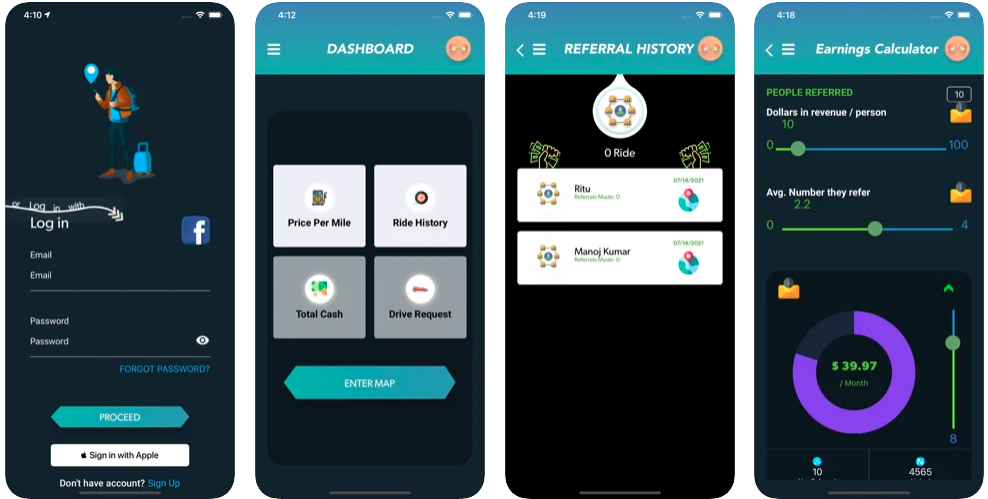 4:10
or Log in with
Log in
Email
Email
Password
Password
FORGOT PASSWORD?
PROCEED
Sign in with Apple
Don't have account? Sign Up
4:12
DASHBOARD
Price Per Mile
Ride History
Total Cash
Drive Request
ENTER MAP
4:19
REFERRAL HISTORY
0 Ride
07/14/2021
Ritu
Referrals Made: 0
07/14/2021
Manoj Kumar
Referrals Made: 0
4:18
Earnings Calculator
PEOPLE REFERRED
10
Dollars in revenue / person
10
0
100
Avg. Number they refer
2.2
0
4
$ 39.97
/ Month
8
10
4565